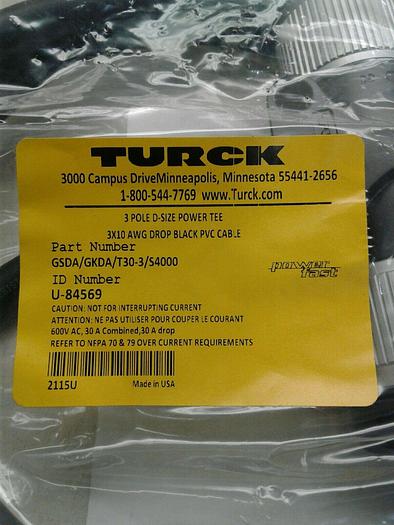 TURCK
3000 Campus DriveMinneapolis, Minnesota 55441-2656
1-800-544-7769 www.Turck.com
3 POLE D-SIZE POWER TEE
3X10 AWG DROP BLACK PVC CABLE
Part Number
GSDA/GKDA/T30-3/S4000
powerfast
ID Number
U-84569
CAUTION: NOT FOR INTERRUPTING CURRENT
ATTENTION: NE PAS UTILISER POUR COUPER LE COURANT
600V AC, 30 A Combined,30 A drop
REFER TO NFPA 70 & 79 OVER CURRENT REQUIREMENTS
2115U Made in USA